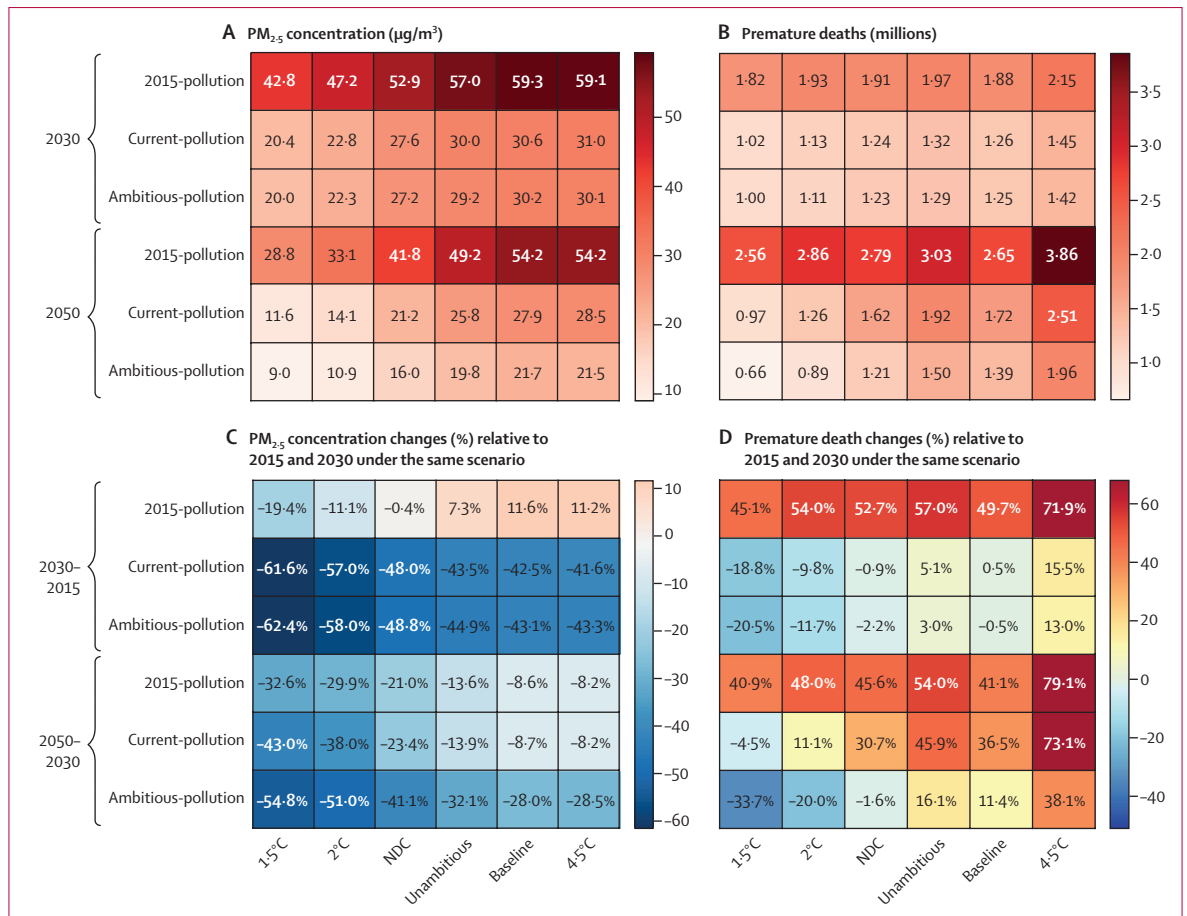 A PM2·5 concentration (µg/m³)
B Premature deaths (millions)
2030
2015-pollution 42·8 47·2 52·9 57·0 59·3 59·1
Current-pollution 20·4 22·8 27·6 30·0 30·6 31·0
Ambitious-pollution 20·0 22·3 27·2 29·2 30·2 30·1
2050
2015-pollution 28·8 33·1 41·8 49·2 54·2 54·2
Current-pollution 11·6 14·1 21·2 25·8 27·9 28·5
Ambitious-pollution 9·0 10·9 16·0 19·8 21·7 21·5
50
40
30
20
10
1·82 1·93 1·91 1·97 1·88 2·15
1·02 1·13 1·24 1·32 1·26 1·45
1·00 1·11 1·23 1·29 1·25 1·42
2·56 2·86 2·79 3·03 2·65 3·86
0·97 1·26 1·62 1·92 1·72 2·51
0·66 0·89 1·21 1·50 1·39 1·96
3·5
3·0
2·5
2·0
1·5
1·0
C PM2·5 concentration changes (%) relative to
2015 and 2030 under the same scenario
D Premature death changes (%) relative to
2015 and 2030 under the same scenario
2030–
2015
2015-pollution −19·4% −11·1% −0·4% 7·3% 11·6% 11·2%
Current-pollution −61·6% −57·0% −48·0% −43·5% −42·5% −41·6%
Ambitious-pollution −62·4% −58·0% −48·8% −44·9% −43·1% −43·3%
2050–
2030
2015-pollution −32·6% −29·9% −21·0% −13·6% −8·6% −8·2%
Current-pollution −43·0% −38·0% −23·4% −13·9% −8·7% −8·2%
Ambitious-pollution −54·8% −51·0% −41·1% −32·1% −28·0% −28·5%
1·5°C 2°C NDC Unambitious Baseline 4·5°C
10
0
−10
−20
−30
−40
−50
−60
45·1% 54·0% 52·7% 57·0% 49·7% 71·9%
−18·8% −9·8% −0·9% 5·1% 0·5% 15·5%
−20·5% −11·7% −2·2% 3·0% −0·5% 13·0%
40·9% 48·0% 45·6% 54·0% 41·1% 79·1%
−4·5% 11·1% 30·7% 45·9% 36·5% 73·1%
−33·7% −20·0% −1·6% 16·1% 11·4% 38·1%
1·5°C 2°C NDC Unambitious Baseline 4·5°C
60
40
20
0
−20
−40